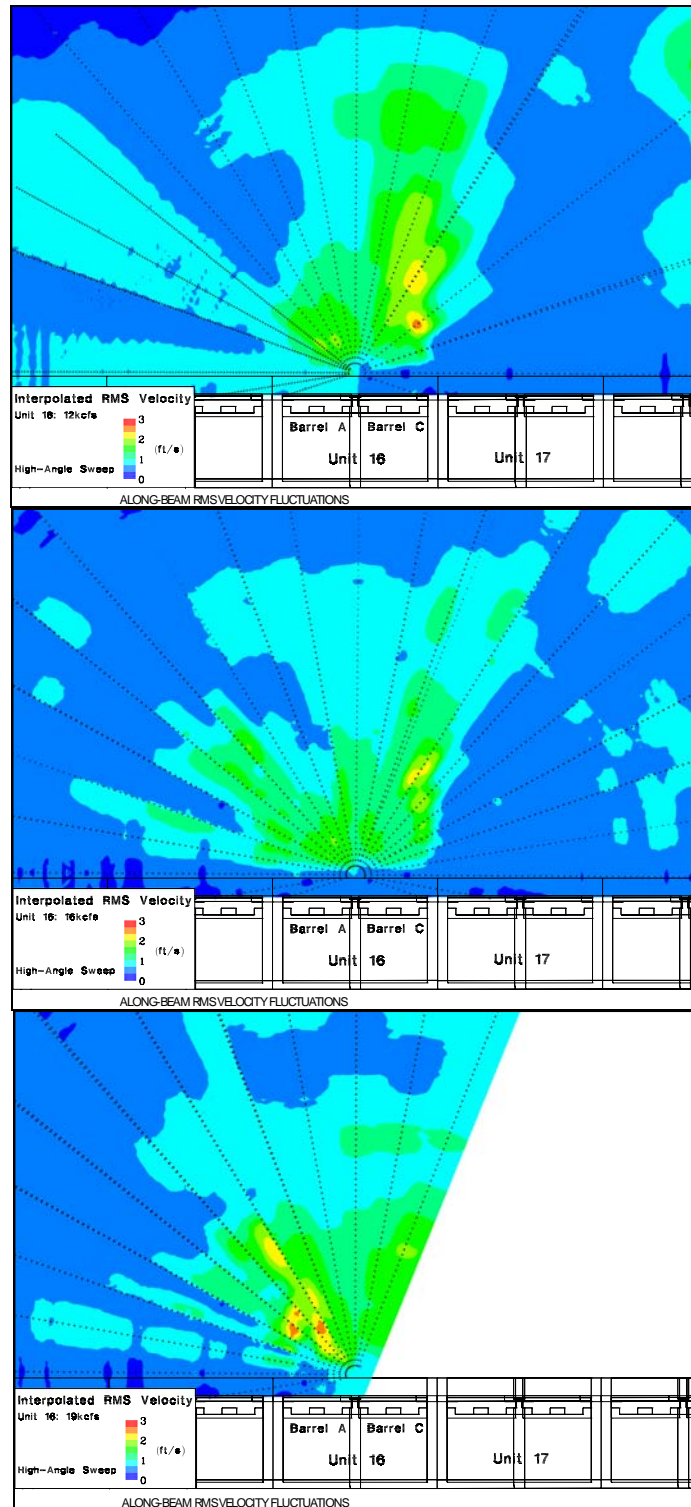 Interpolated RMS Velocity
Unit 16: 12kcfs
3
2
(ft/s)
1
High-Angle Sweep
0
Barrel A
Barrel C
Unit 16
Unit 17
ALONG-BEAM RMS VELOCITY FLUCTUATIONS
Interpolated RMS Velocity
Unit 16: 16kcfs
3
2
(ft/s)
1
High-Angle Sweep
0
Barrel A
Barrel C
Unit 16
Unit 17
ALONG-BEAM RMS VELOCITY FLUCTUATIONS
Interpolated RMS Velocity
Unit 16: 19kcfs
3
2
(ft/s)
1
High-Angle Sweep
0
Barrel A
Barrel C
Unit 16
Unit 17
ALONG-BEAM RMS VELOCITY FLUCTUATIONS